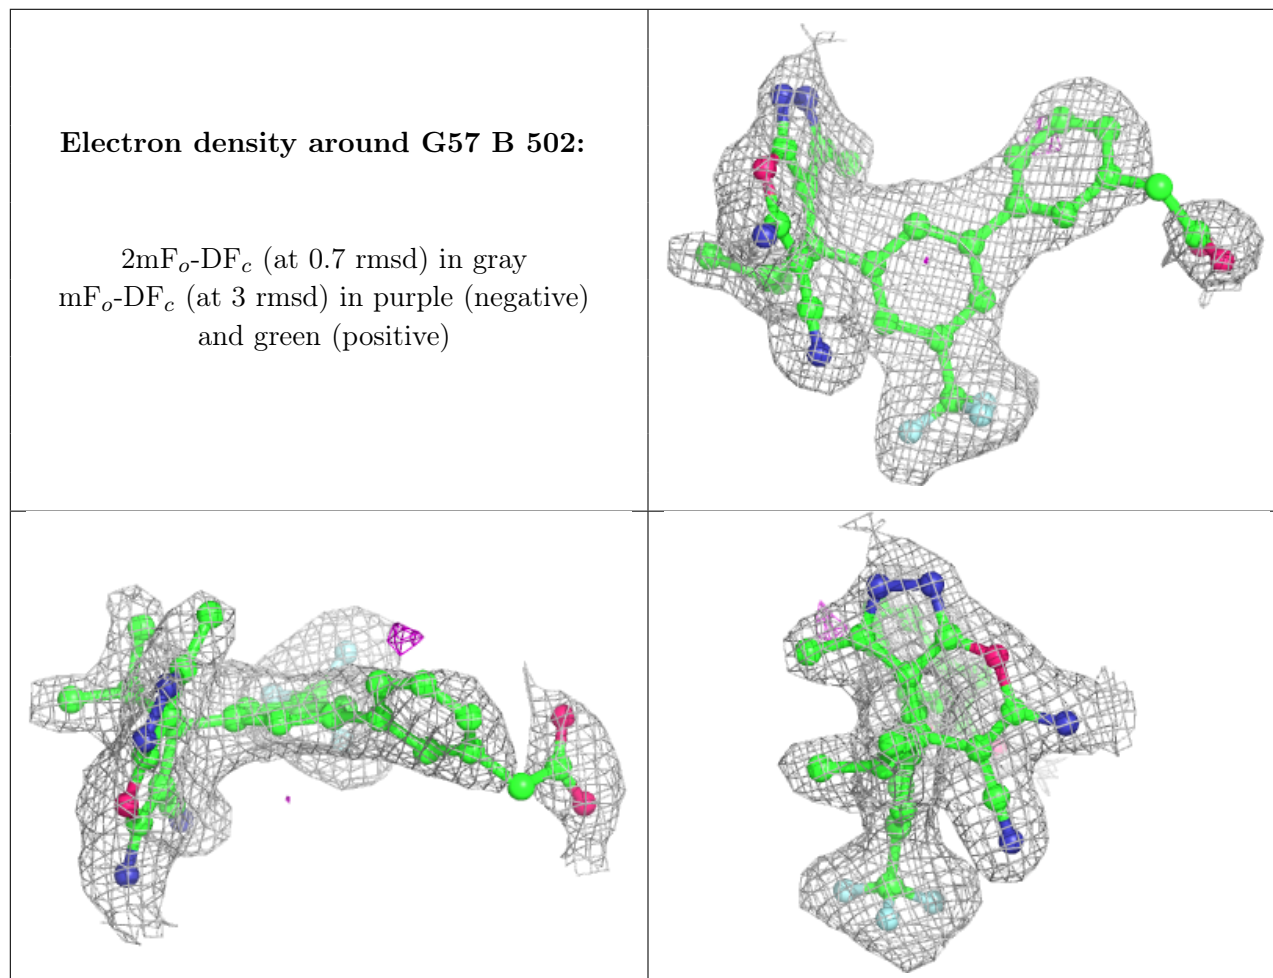 Electron density around G57 B 502:
2mFₒ-DF𝒸 (at 0.7 rmsd) in gray
mFₒ-DF𝒸 (at 3 rmsd) in purple (negative)
and green (positive)